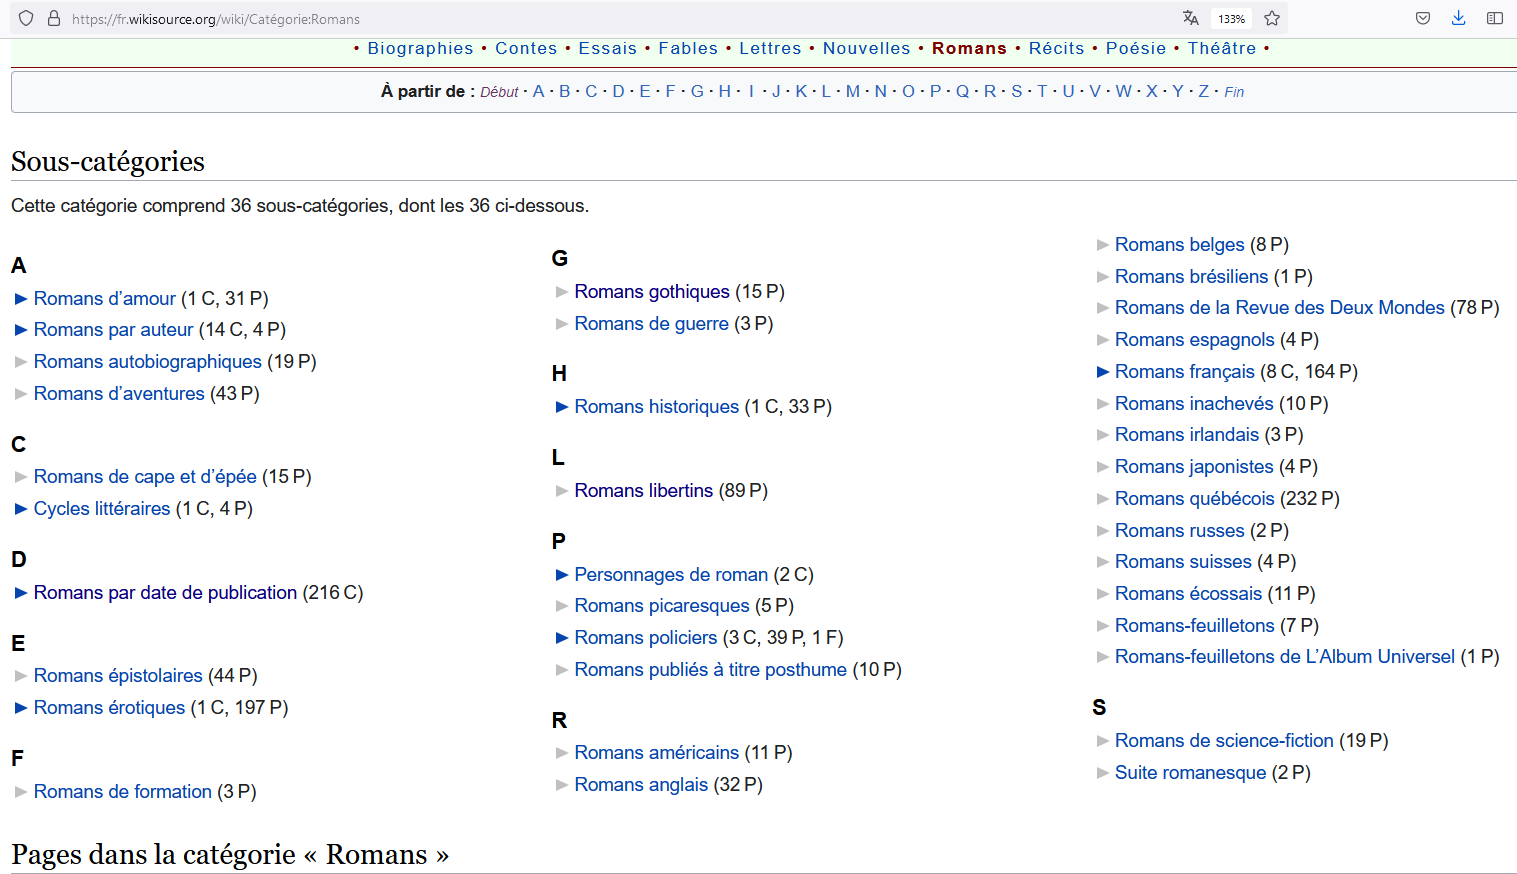 https://fr.wikisource.org/wiki/Catégorie:Romans
133%
• Biographies • Contes • Essais • Fables • Lettres • Nouvelles • Romans • Récits • Poésie • Théâtre •
À partir de : Début · A · B · C · D · E · F · G · H · I · J · K · L · M · N · O · P · Q · R · S · T · U · V · W · X · Y · Z · Fin
Sous-catégories
Cette catégorie comprend 36 sous-catégories, dont les 36 ci-dessous.
A
Romans d’amour (1 C, 31 P)
Romans par auteur (14 C, 4 P)
Romans autobiographiques (19 P)
Romans d’aventures (43 P)
C
Romans de cape et d’épée (15 P)
Cycles littéraires (1 C, 4 P)
D
Romans par date de publication (216 C)
E
Romans épistolaires (44 P)
Romans érotiques (1 C, 197 P)
F
Romans de formation (3 P)
G
Romans gothiques (15 P)
Romans de guerre (3 P)
H
Romans historiques (1 C, 33 P)
L
Romans libertins (89 P)
P
Personnages de roman (2 C)
Romans picaresques (5 P)
Romans policiers (3 C, 39 P, 1 F)
Romans publiés à titre posthume (10 P)
R
Romans américains (11 P)
Romans anglais (32 P)
Romans belges (8 P)
Romans brésiliens (1 P)
Romans de la Revue des Deux Mondes (78 P)
Romans espagnols (4 P)
Romans français (8 C, 164 P)
Romans inachevés (10 P)
Romans irlandais (3 P)
Romans japonistes (4 P)
Romans québécois (232 P)
Romans russes (2 P)
Romans suisses (4 P)
Romans écossais (11 P)
Romans-feuilletons (7 P)
Romans-feuilletons de L’Album Universel (1 P)
S
Romans de science-fiction (19 P)
Suite romanesque (2 P)
Pages dans la catégorie « Romans »